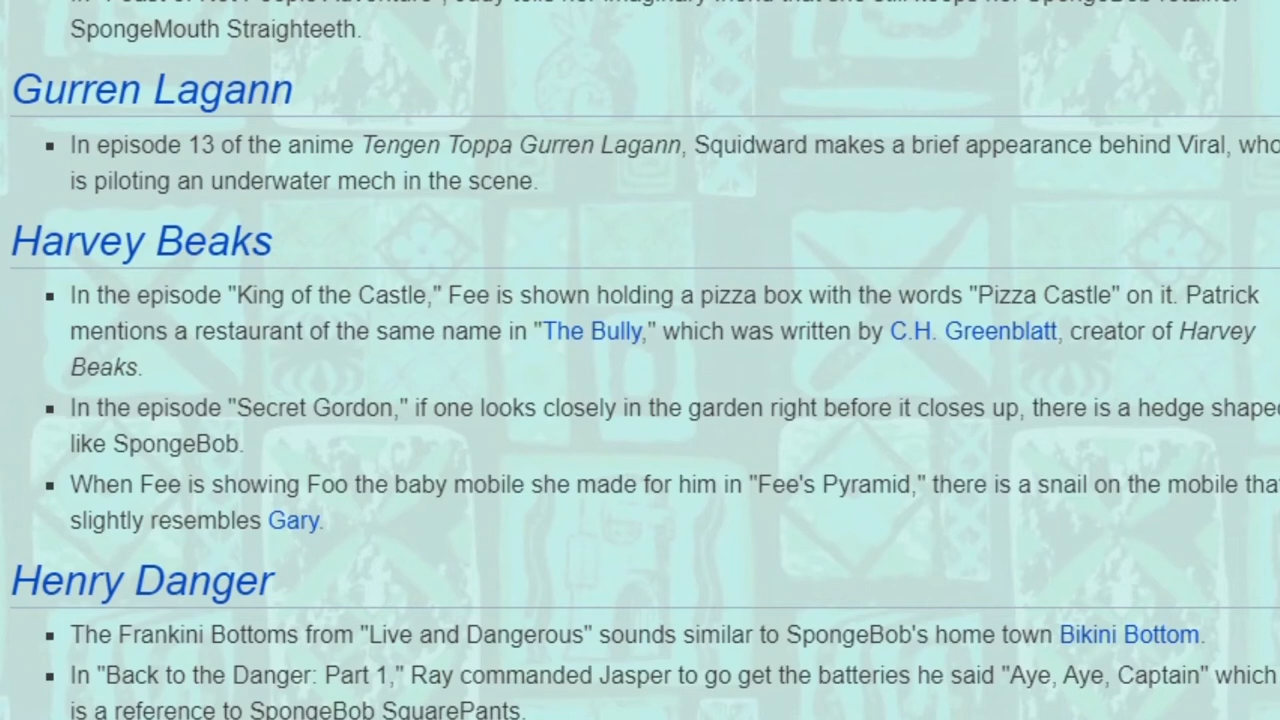 SpongeMouth Straighteeth.
Gurren Lagann
▪ In episode 13 of the anime Tengen Toppa Gurren Lagann, Squidward makes a brief appearance behind Viral, who
is piloting an underwater mech in the scene.
Harvey Beaks
▪ In the episode "King of the Castle," Fee is shown holding a pizza box with the words "Pizza Castle" on it. Patrick
mentions a restaurant of the same name in "The Bully," which was written by C.H. Greenblatt, creator of Harvey
Beaks.
▪ In the episode "Secret Gordon," if one looks closely in the garden right before it closes up, there is a hedge shaped
like SpongeBob.
▪ When Fee is showing Foo the baby mobile she made for him in "Fee's Pyramid," there is a snail on the mobile that
slightly resembles Gary.
Henry Danger
▪ The Frankini Bottoms from "Live and Dangerous" sounds similar to SpongeBob's home town Bikini Bottom.
▪ In "Back to the Danger: Part 1," Ray commanded Jasper to go get the batteries he said "Aye, Aye, Captain" which
is a reference to SpongeBob SquarePants.